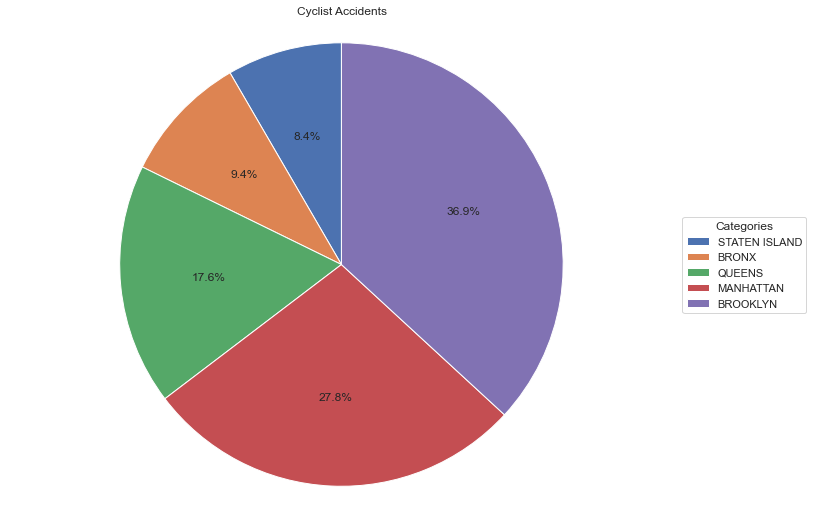 Cyclist Accidents
8.4%
9.4%
36.9%
17.6%
27.8%
Categories
STATEN ISLAND
BRONX
QUEENS
MANHATTAN
BROOKLYN